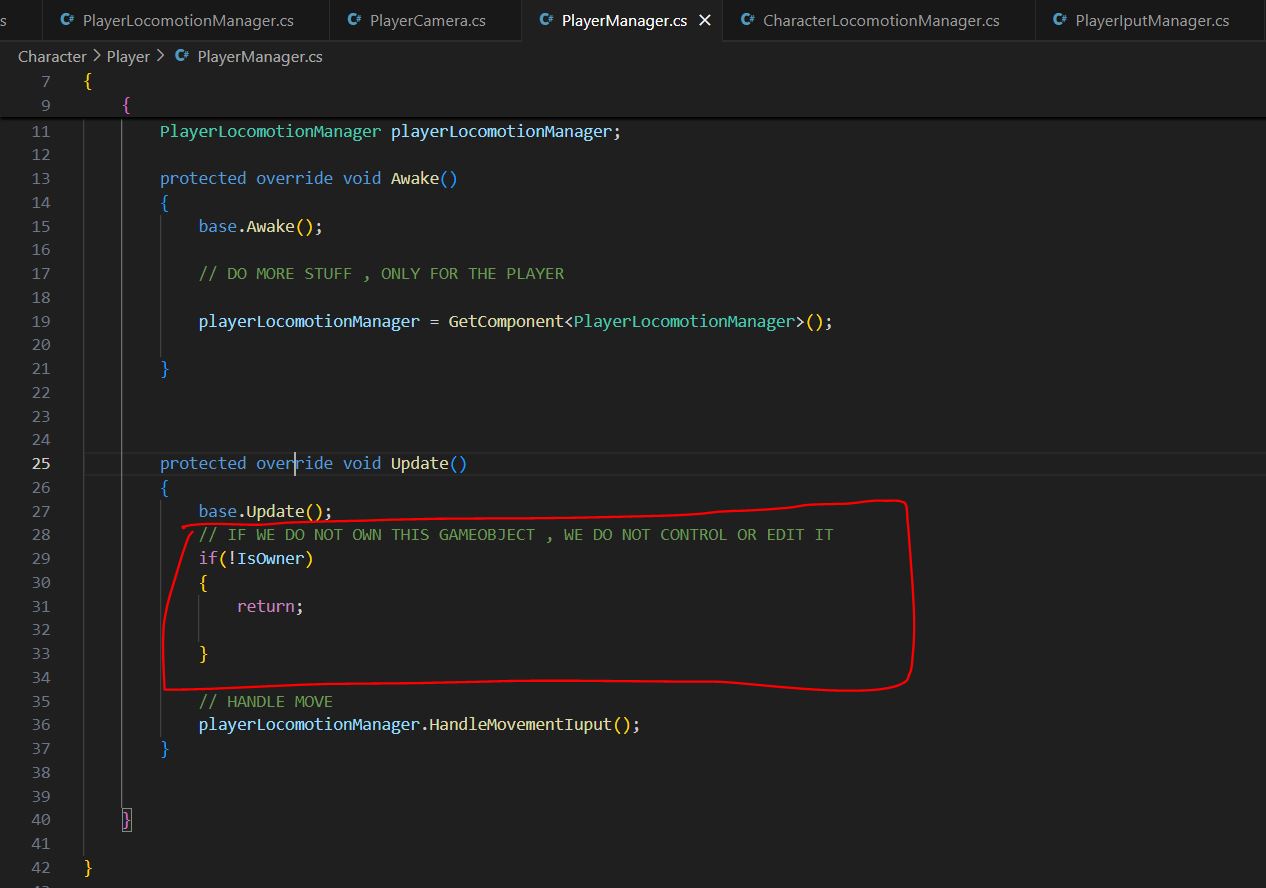 s
C# PlayerLocomotionManager.cs
C# PlayerCamera.cs
C# PlayerManager.cs
C# CharacterLocomotionManager.cs
C# PlayerIputManager.cs
Character > Player > C# PlayerManager.cs
7 {
9 {
11 PlayerLocomotionManager playerLocomotionManager;
12
13 protected override void Awake()
14 {
15 base.Awake();
16
17 // DO MORE STUFF , ONLY FOR THE PLAYER
18
19 playerLocomotionManager = GetComponent<PlayerLocomotionManager>();
20
21 }
22
23
24
25 protected override void Update()
26 {
27 base.Update();
28 // IF WE DO NOT OWN THIS GAMEOBJECT , WE DO NOT CONTROL OR EDIT IT
29 if(!IsOwner)
30 {
31 return;
32
33 }
34
35 // HANDLE MOVE
36 playerLocomotionManager.HandleMovementIuput();
37 }
38
39
40 }
41
42 }